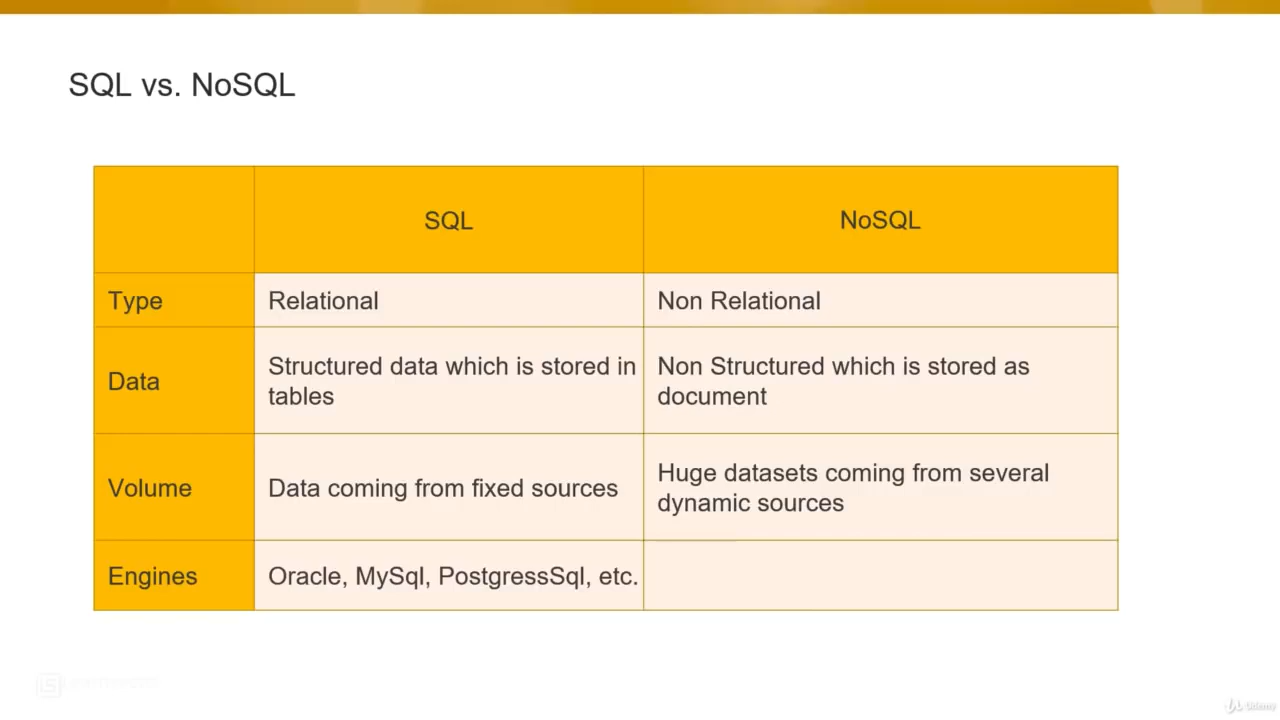 SQL vs. NoSQL
SQL
NoSQL
Type
Relational
Non Relational
Data
Structured data which is stored in
tables
Non Structured which is stored as
document
Volume
Data coming from fixed sources
Huge datasets coming from several
dynamic sources
Engines
Oracle, MySql, PostgressSql, etc.
Udemy